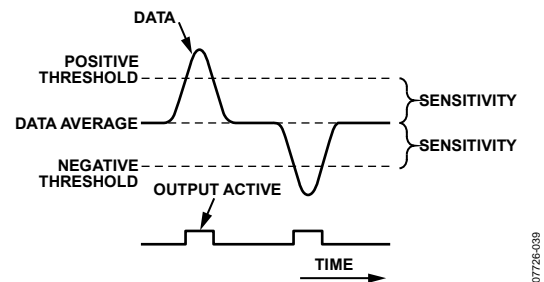 DATA
POSITIVE
THRESHOLD
SENSITIVITY
DATA AVERAGE
SENSITIVITY
NEGATIVE
THRESHOLD
OUTPUT ACTIVE
TIME
07726-039